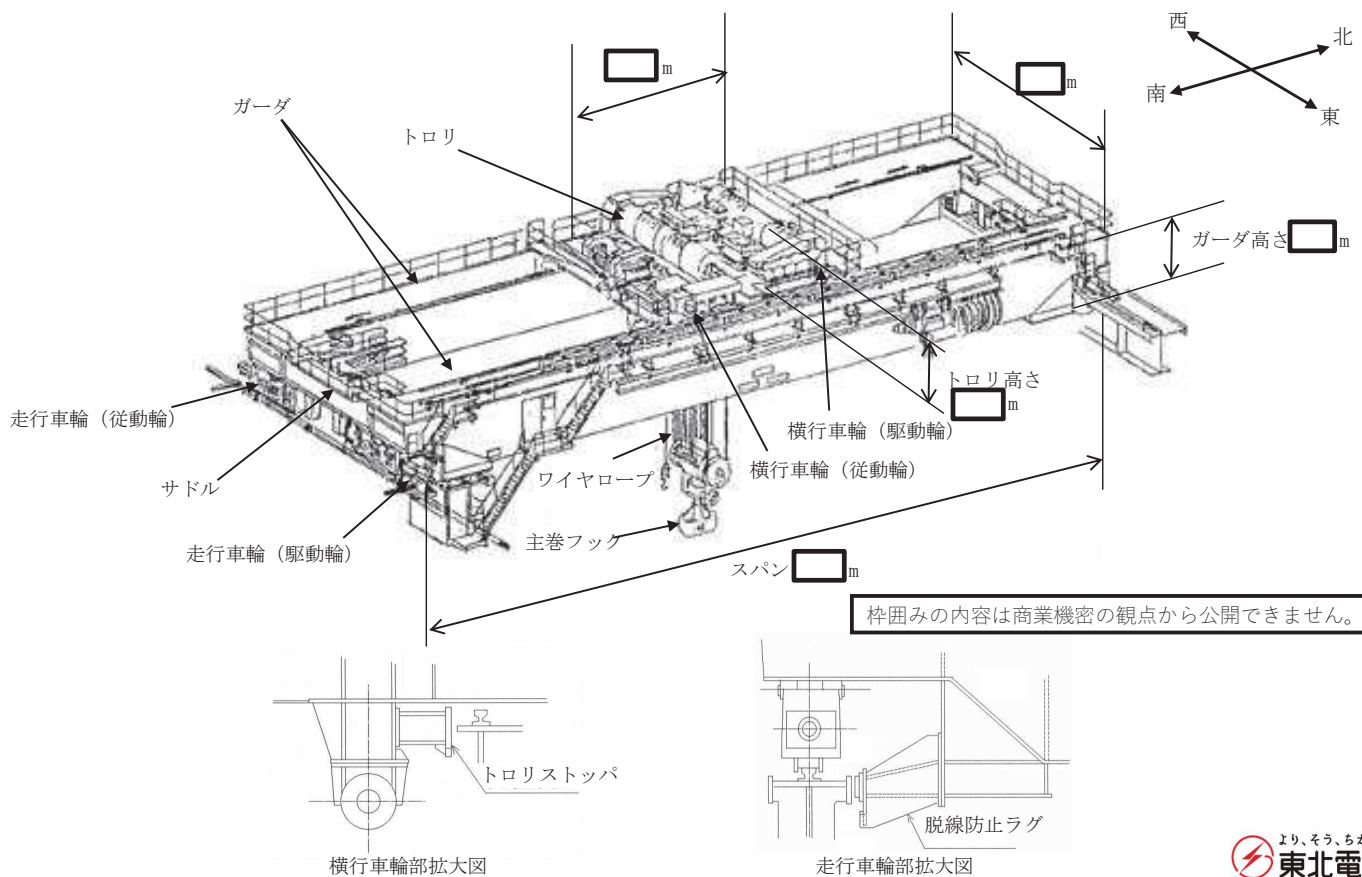 西
北
南
東
m
m
ガーダ
トロリ
ガーダ高さ
m
トロリ高さ
m
走行車輪（従動輪）
横行車輪（駆動輪）
横行車輪（従動輪）
サドル
ワイヤロープ
走行車輪（駆動輪）
主巻フック
スパン
m
枠囲みの内容は商業機密の観点から公開できません。
トロリストッパ
脱線防止ラグ
横行車輪部拡大図
走行車輪部拡大図
より、そう、ちか
東北電